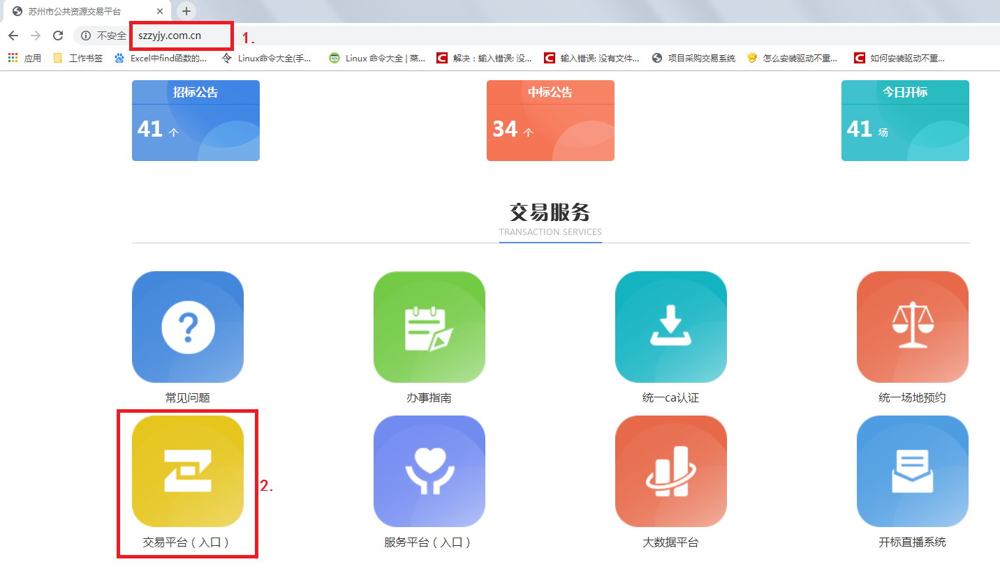 苏州市公共资源交易平台
不安全 szzyjy.com.cn 1.
应用 工作书签 Excel中find函数的... Linux命令大全(手... Linux 命令大全 | 菜... 解决：输入错误: 没... 输入错误: 没有文件... 项目采购交易系统 怎么安装驱动不重... 如何安装驱动不重...
招标公告 中标公告 今日开标
41 个 34 个 41 场
交易服务
TRANSACTION SERVICES
常见问题 办事指南 统一ca认证 统一场地预约
2.
交易平台（入口） 服务平台（入口） 大数据平台 开标直播系统